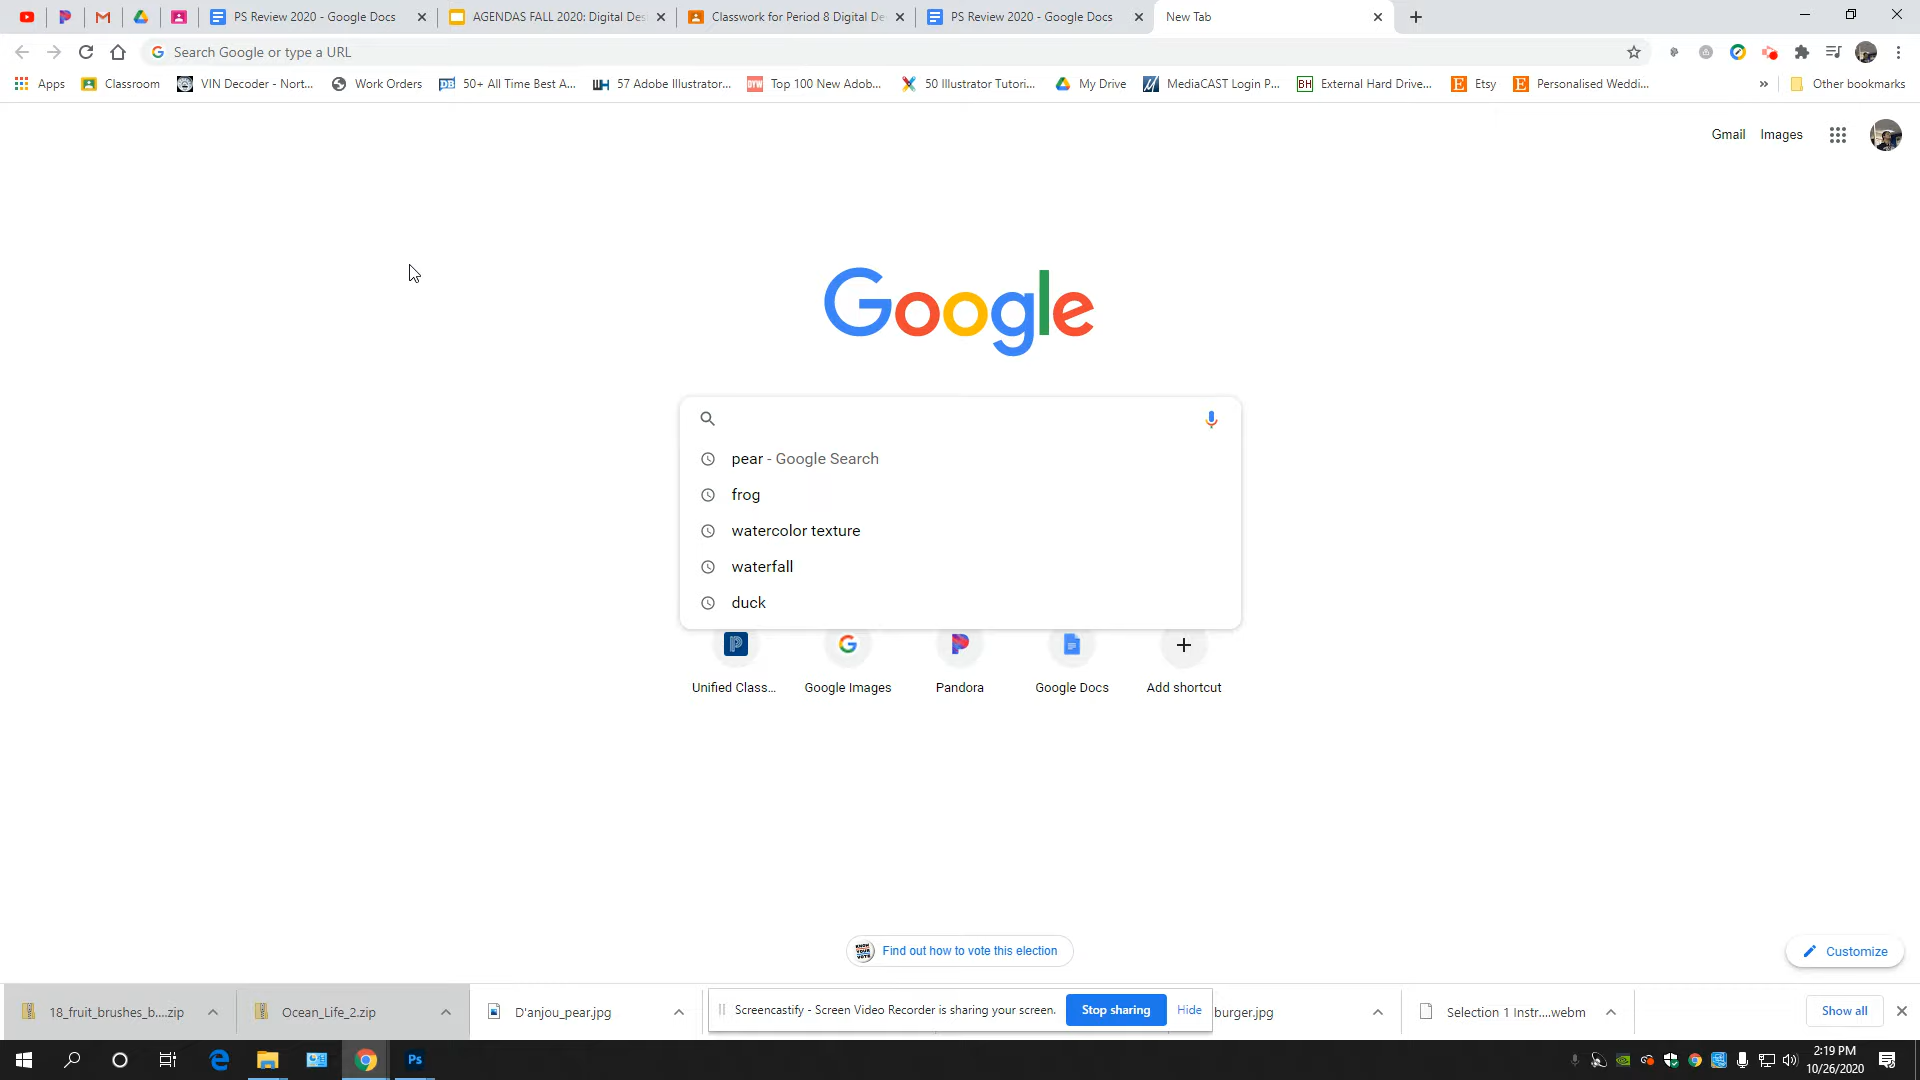 PS Review 2020 - Google Docs
AGENDAS FALL 2020: Digital Des
Classwork for Period 8 Digital De
PS Review 2020 - Google Docs
New Tab
Search Google or type a URL
Apps
Classroom
VIN Decoder - Nort...
Work Orders
50+ All Time Best A...
57 Adobe Illustrator...
Top 100 New Adob...
50 Illustrator Tutori...
My Drive
MediaCAST Login P...
BH
External Hard Drive...
Etsy
Personalised Weddi...
»
Other bookmarks
Gmail
Images
Google
pear - Google Search
frog
watercolor texture
waterfall
duck
Unified Class...
Google Images
Pandora
Google Docs
Add shortcut
Find out how to vote this election
Customize
18_fruit_brushes_b....zip
Ocean_Life_2.zip
D'anjou_pear.jpg
Screencastify - Screen Video Recorder is sharing your screen.
Stop sharing
Hide
burger.jpg
Selection 1 Instr....webm
Show all
Ps
2:19 PM
10/26/2020